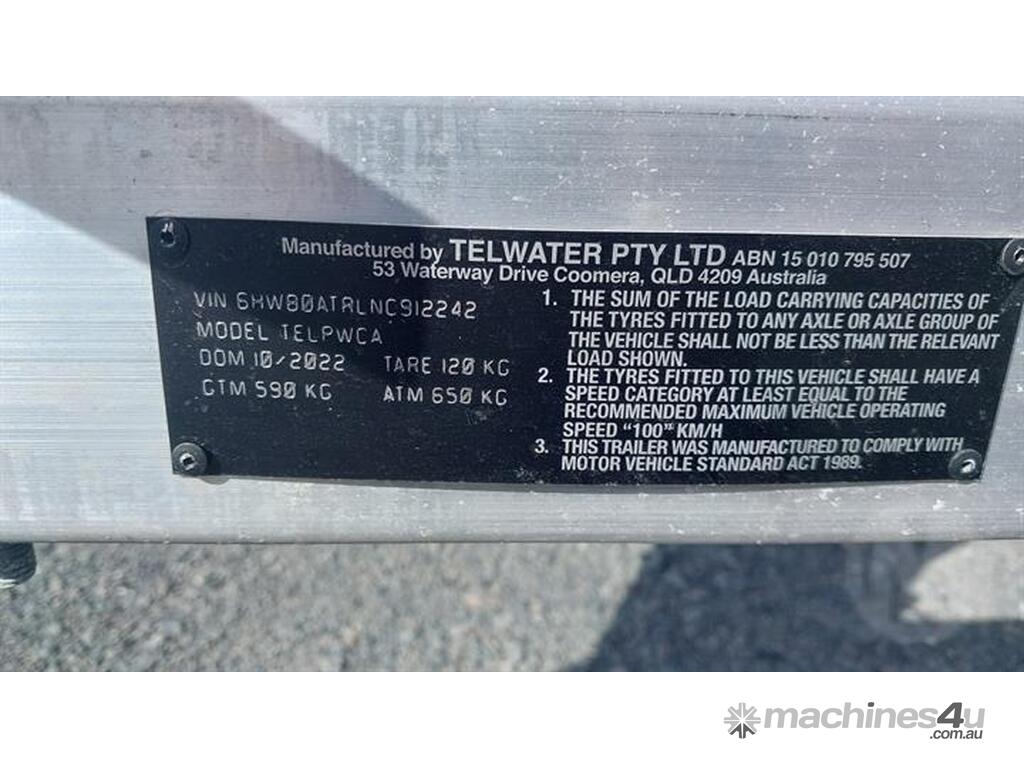 Manufactured by TELWATER PTY LTD ABN 15 010 795 507
53 Waterway Drive Coomera, QLD 4209 Australia
VIN 6HW80ATRLNC912242
MODEL TELPWCA
DOM 10/2022 TARE 120 KG
GTM 590 KG ATM 650 KG
1. THE SUM OF THE LOAD CARRYING CAPACITIES OF
THE TYRES FITTED TO ANY AXLE OR AXLE GROUP OF
THE VEHICLE SHALL NOT BE LESS THAN THE RELEVANT
LOAD SHOWN.
2. THE TYRES FITTED TO THIS VEHICLE SHALL HAVE A
SPEED CATEGORY AT LEAST EQUAL TO THE
RECOMMENDED MAXIMUM VEHICLE OPERATING
SPEED "100" KM/H
3. THIS TRAILER WAS MANUFACTURED TO COMPLY WITH
MOTOR VEHICLE STANDARD ACT 1989.
machines4u
.com.au